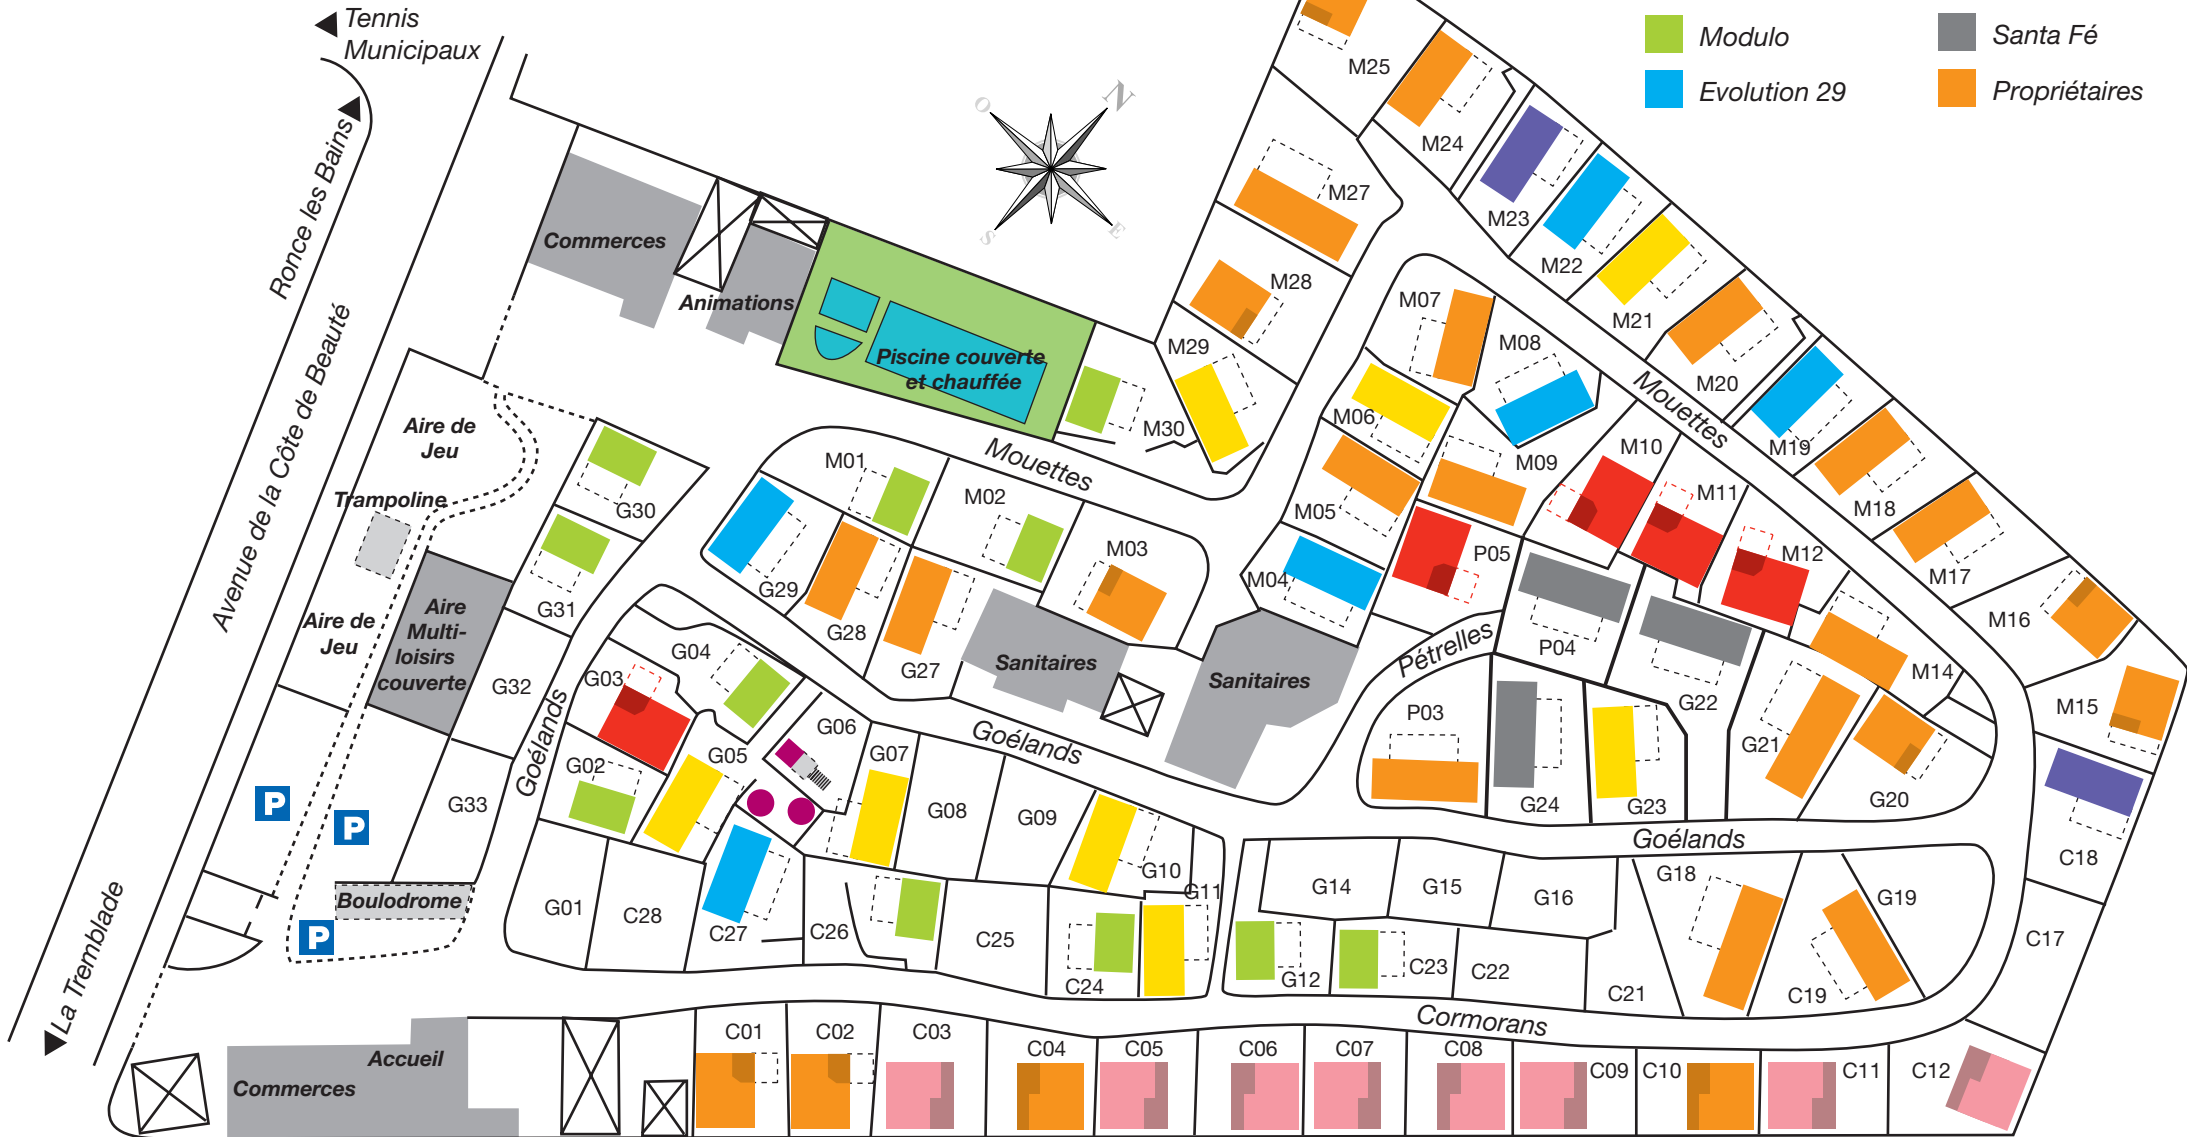 Tennis
Municipaux
Modulo
Santa Fé
Evolution 29
Propriétaires
N
O
S
E
Ronce les Bains
Avenue de la Côte de Beauté
La Tremblade
Commerces
Animations
Piscine couverte
et chauffée
Aire de
Jeu
Trampoline
Aire de
Jeu
Aire
Multi-
loisirs
couverte
Boulodrome
P
P
P
Accueil
Commerces
Sanitaires
Sanitaires
Mouettes
Mouettes
Goélands
Goélands
Goélands
Pétrelles
Cormorans
M25
M24
M23
M22
M21
M20
M19
M18
M17
M16
M15
M14
M27
M28
M29
M30
M07
M08
M06
M05
M04
M09
M10
M11
M12
M01
M02
M03
P05
P04
P03
G30
G31
G32
G33
G29
G28
G27
G04
G03
G02
G05
G06
G07
G08
G09
G10
G11
G01
G24
G23
G22
G21
G20
G14
G15
G16
G18
G19
G12
C28
C27
C26
C25
C24
C23
C22
C21
C19
C18
C17
C01
C02
C03
C04
C05
C06
C07
C08
C09
C10
C11
C12